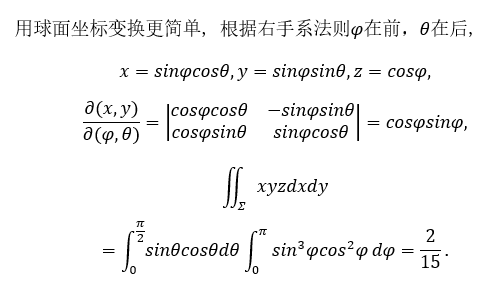 用球面坐标变换更简单, 根据右手系法则φ在前, θ在后,
x = sinφcosθ, y = sinφsinθ, z = cosφ,
∂(x, y)/∂(φ, θ) = |cosφcosθ −sinφsinθ; cosφsinθ sinφcosθ| = cosφsinφ,
∬_Σ xyzdxdy
= ∫_0^{π/2} sinθcosθdθ ∫_0^π sin³φcos²φ dφ = 2/15.